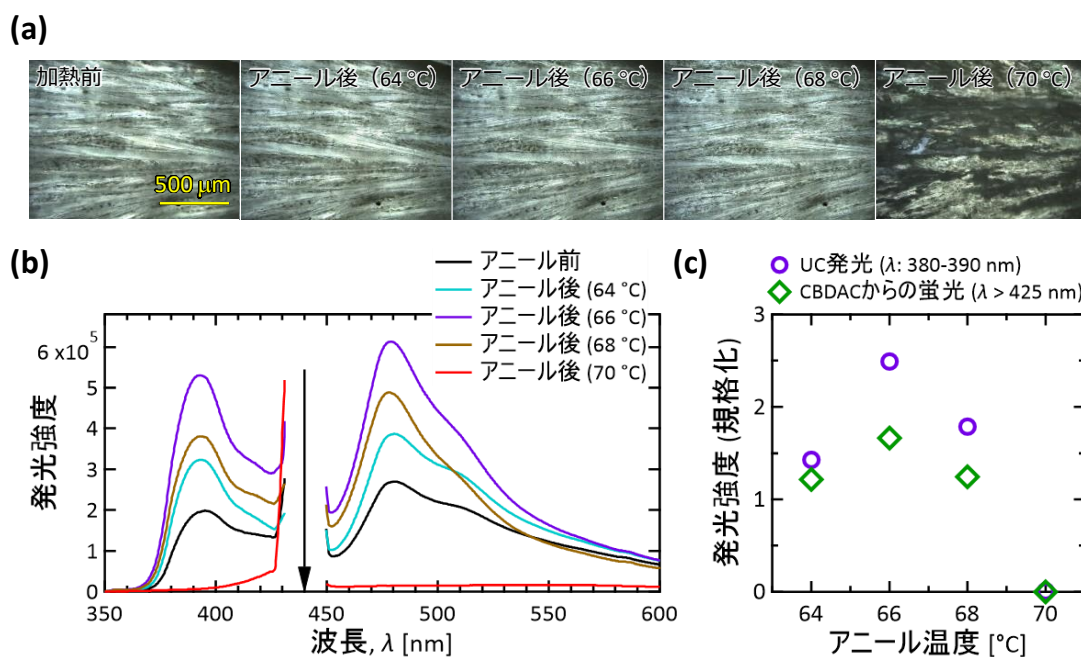 (a)
加熱前
アニール後（64 °C）
アニール後（66 °C）
アニール後（68 °C）
アニール後（70 °C）
500 μm
(b)
アニール前
アニール後 (64 °C)
アニール後 (66 °C)
アニール後 (68 °C)
アニール後 (70 °C)
6 x10⁵
5
4
3
2
1
0
発光強度
350
400
450
500
550
600
波長, λ [nm]
(c)
UC発光 (λ: 380-390 nm)
CBDACからの蛍光 (λ > 425 nm)
3
2
1
0
発光強度 (規格化)
64
66
68
70
アニール温度 [°C]